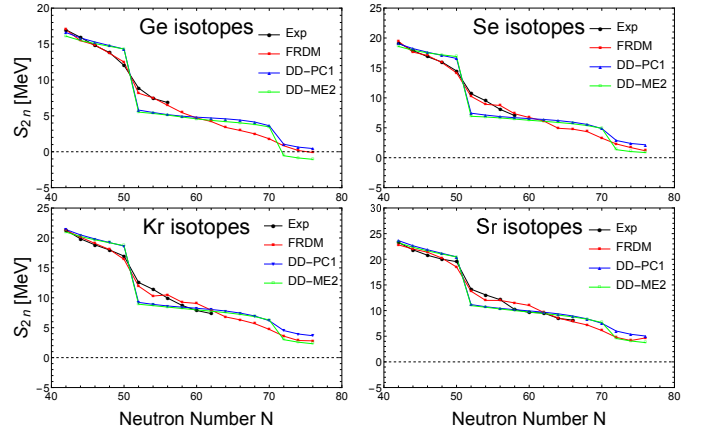 Ge isotopes
Exp
FRDM
DD-PC1
DD-ME2
S2n [MeV]
20
15
10
5
0
-5
40 50 60 70 80
Se isotopes
Exp
FRDM
DD-PC1
DD-ME2
25
20
15
10
5
0
-5
40 50 60 70 80
Kr isotopes
Exp
FRDM
DD-PC1
DD-ME2
S2n [MeV]
25
20
15
10
5
0
-5
40 50 60 70 80
Neutron Number N
Sr isotopes
Exp
FRDM
DD-PC1
DD-ME2
30
25
20
15
10
5
0
-5
40 50 60 70 80
Neutron Number N